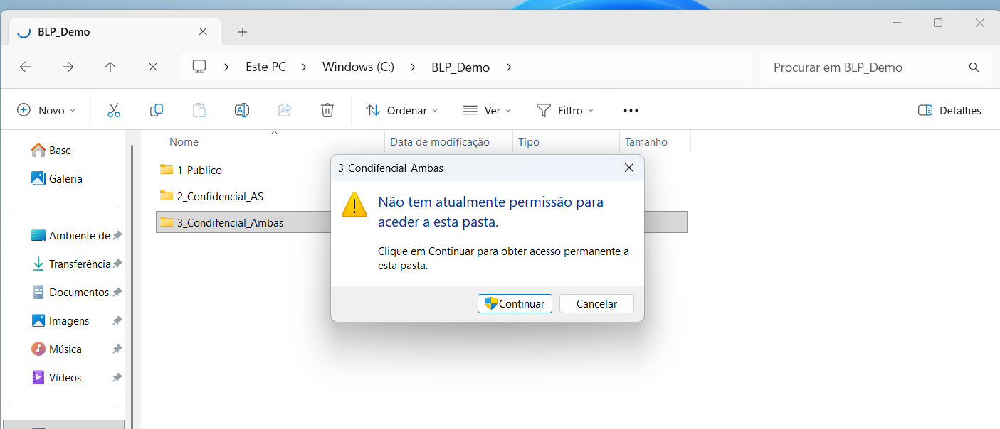 BLP_Demo
Este PC
Windows (C:)
BLP_Demo
Procurar em BLP_Demo
Novo
Ordenar
Ver
Filtro
Detalhes
Nome
Data de modificação
Tipo
Tamanho
Base
Galeria
Ambiente de
Transferência
Documentos
Imagens
Música
Vídeos
1_Publico
2_Confidencial_AS
3_Condifencial_Ambas
3_Condifencial_Ambas
Não tem atualmente permissão para
aceder a esta pasta.
Clique em Continuar para obter acesso permanente a
esta pasta.
Continuar
Cancelar